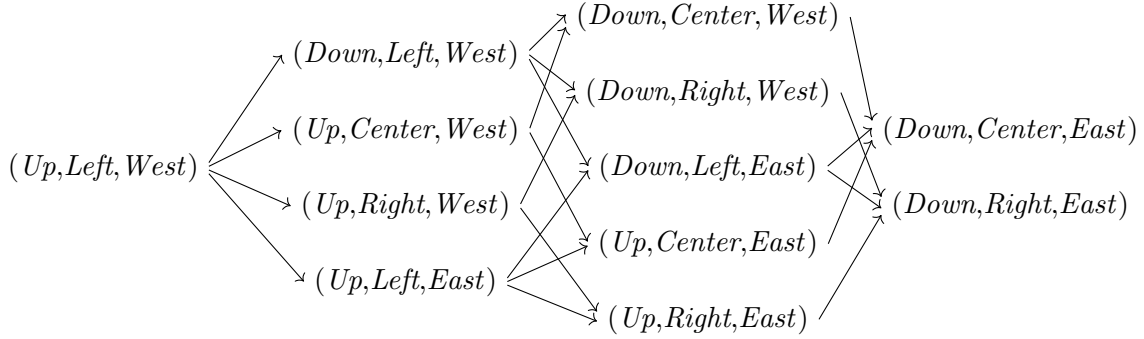 (Up,Left,West)
(Down,Left,West)
(Up,Center,West)
(Up,Right,West)
(Up,Left,East)
(Down,Center,West)
(Down,Right,West)
(Down,Left,East)
(Up,Center,East)
(Up,Right,East)
(Down,Center,East)
(Down,Right,East)